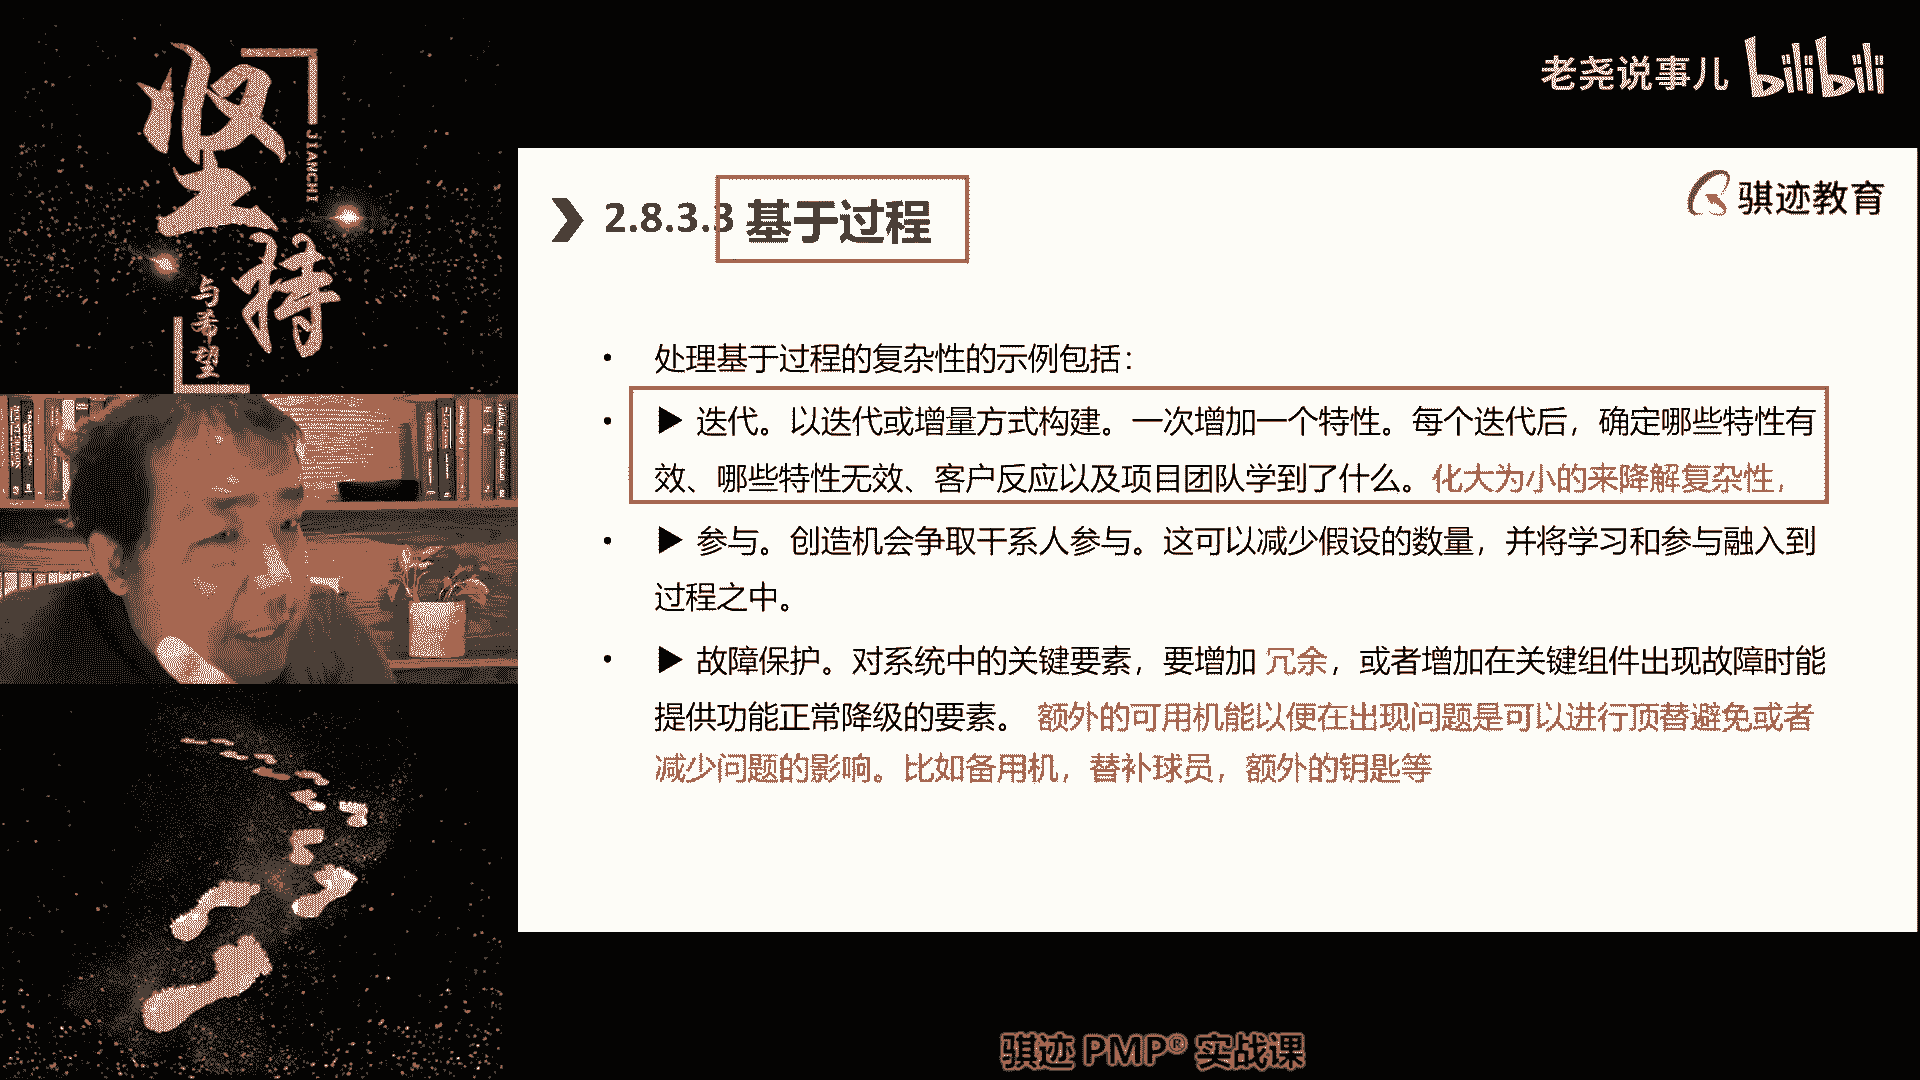 坚持
JIANCHI
与希望
老尧说事儿 bilibili
骐迹教育
2.8.3.3 基于过程
• 处理基于过程的复杂性的示例包括：
• ▶ 迭代。以迭代或增量方式构建。一次增加一个特性。每个迭代后，确定哪些特性有
效、哪些特性无效、客户反应以及项目团队学到了什么。化大为小的来降解复杂性，
• ▶ 参与。创造机会争取干系人参与。这可以减少假设的数量，并将学习和参与融入到
过程之中。
• ▶ 故障保护。对系统中的关键要素，要增加 冗余，或者增加在关键组件出现故障时能
提供功能正常降级的要素。 额外的可用机能以便在出现问题是可以进行顶替避免或者
减少问题的影响。比如备用机，替补球员，额外的钥匙等
骐迹 PMP® 实战课